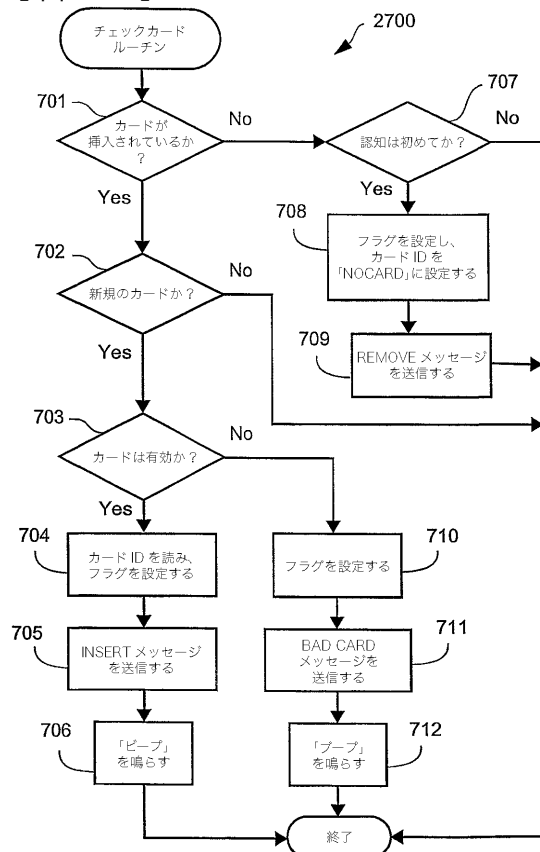 チェックカード
ルーチン
2700
701
カードが
挿入されているか
?
No
Yes
707
認知は初めてか?
No
Yes
708
フラグを設定し、
カード ID を
「NOCARD」に設定する
709
REMOVE メッセージ
を送信する
702
新規のカードか?
No
Yes
703
カードは有効か?
No
Yes
704
カード ID を読み、
フラグを設定する
705
INSERT メッセージ
を送信する
706
「ビープ」
を鳴らす
710
フラグを設定する
711
BAD CARD
メッセージを
送信する
712
「ブープ」
を鳴らす
終了